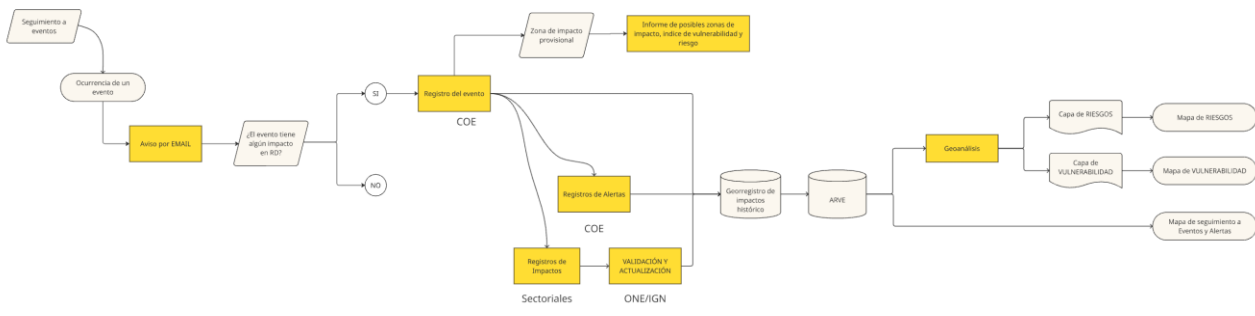 Seguimiento a
eventos
Ocurrencia de un
evento
Aviso por EMAIL
¿El evento tiene
algún impacto
en RD?
SI
NO
Registro del evento
COE
Zona de impacto
provisional
Informe de posibles zonas de
impacto, índice de vulnerabilidad y
riesgo
Registros de Alertas
COE
Registros de
Impactos
Sectoriales
VALIDACIÓN Y
ACTUALIZACIÓN
ONE/IGN
Georregistro de
impactos
histórico
ARVE
Geoanálisis
Capa de RIESGOS
Mapa de RIESGOS
Capa de
VULNERABILIDAD
Mapa de VULNERABILIDAD
Mapa de seguimiento a
Eventos y Alertas